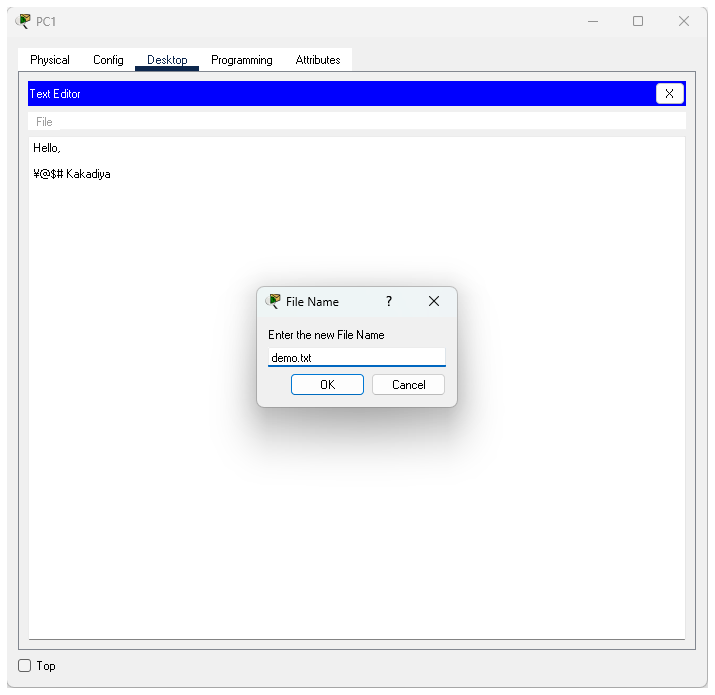 PC1
Physical Config Desktop Programming Attributes
Text Editor X
File
Hello,
¥@$# Kakadiya
File Name ?
Enter the new File Name
demo.txt
OK Cancel
Top